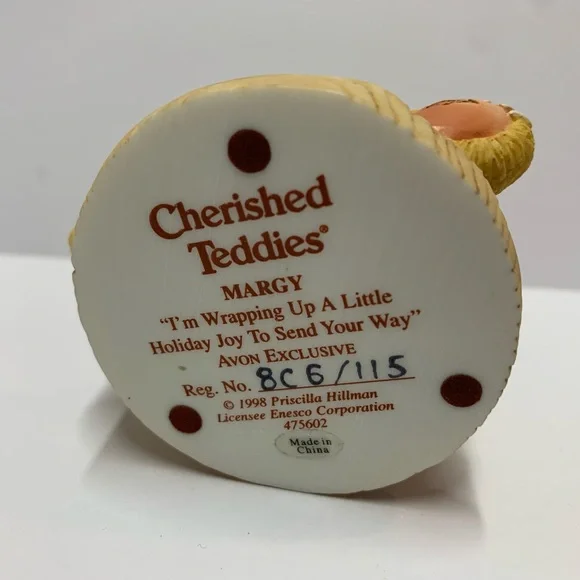 Cherished
Teddies®
MARGY
"I'm Wrapping Up A Little
Holiday Joy To Send Your Way"
AVON EXCLUSIVE
Reg. No. 8C6/115
© 1998 Priscilla Hillman
Licensee Enesco Corporation
475602
Made in
China